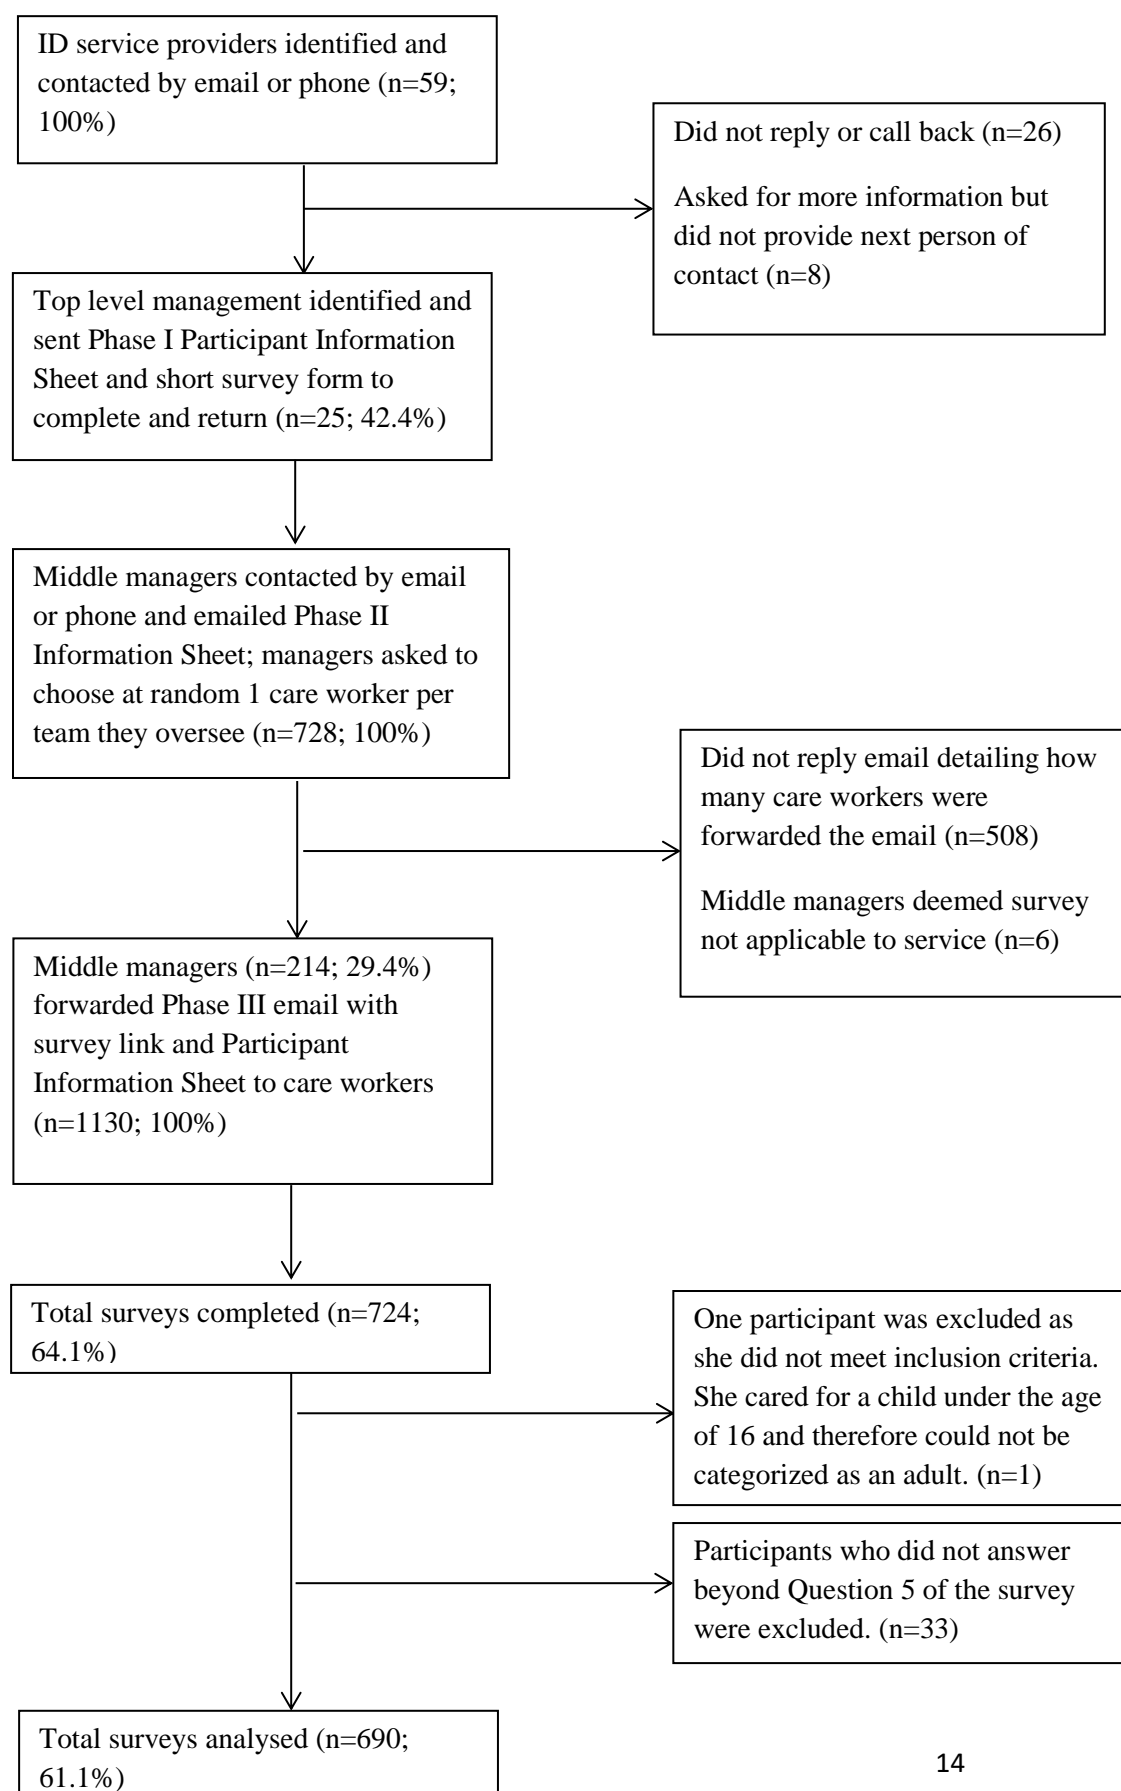 ID service providers identified and
contacted by email or phone (n=59;
100%)
Did not reply or call back (n=26)
Asked for more information but
did not provide next person of
contact (n=8)
Top level management identified and
sent Phase I Participant Information
Sheet and short survey form to
complete and return (n=25; 42.4%)
Middle managers contacted by email
or phone and emailed Phase II
Information Sheet; managers asked to
choose at random 1 care worker per
team they oversee (n=728; 100%)
Did not reply email detailing how
many care workers were
forwarded the email (n=508)
Middle managers deemed survey
not applicable to service (n=6)
Middle managers (n=214; 29.4%)
forwarded Phase III email with
survey link and Participant
Information Sheet to care workers
(n=1130; 100%)
Total surveys completed (n=724;
64.1%)
One participant was excluded as
she did not meet inclusion criteria.
She cared for a child under the age
of 16 and therefore could not be
categorized as an adult. (n=1)
Participants who did not answer
beyond Question 5 of the survey
were excluded. (n=33)
Total surveys analysed (n=690;
61.1%)
14